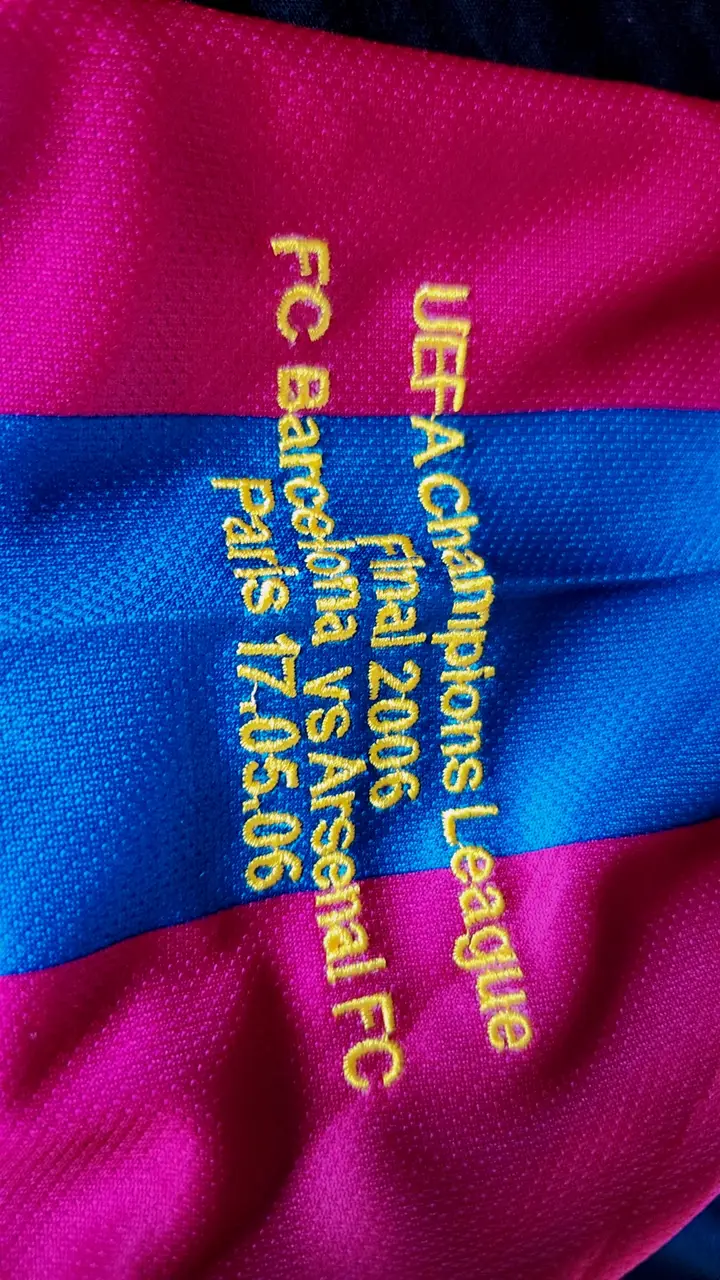 UEFA Champions League
Final 2006
FC Barcelona vs Arsenal FC
Paris 17.05.06